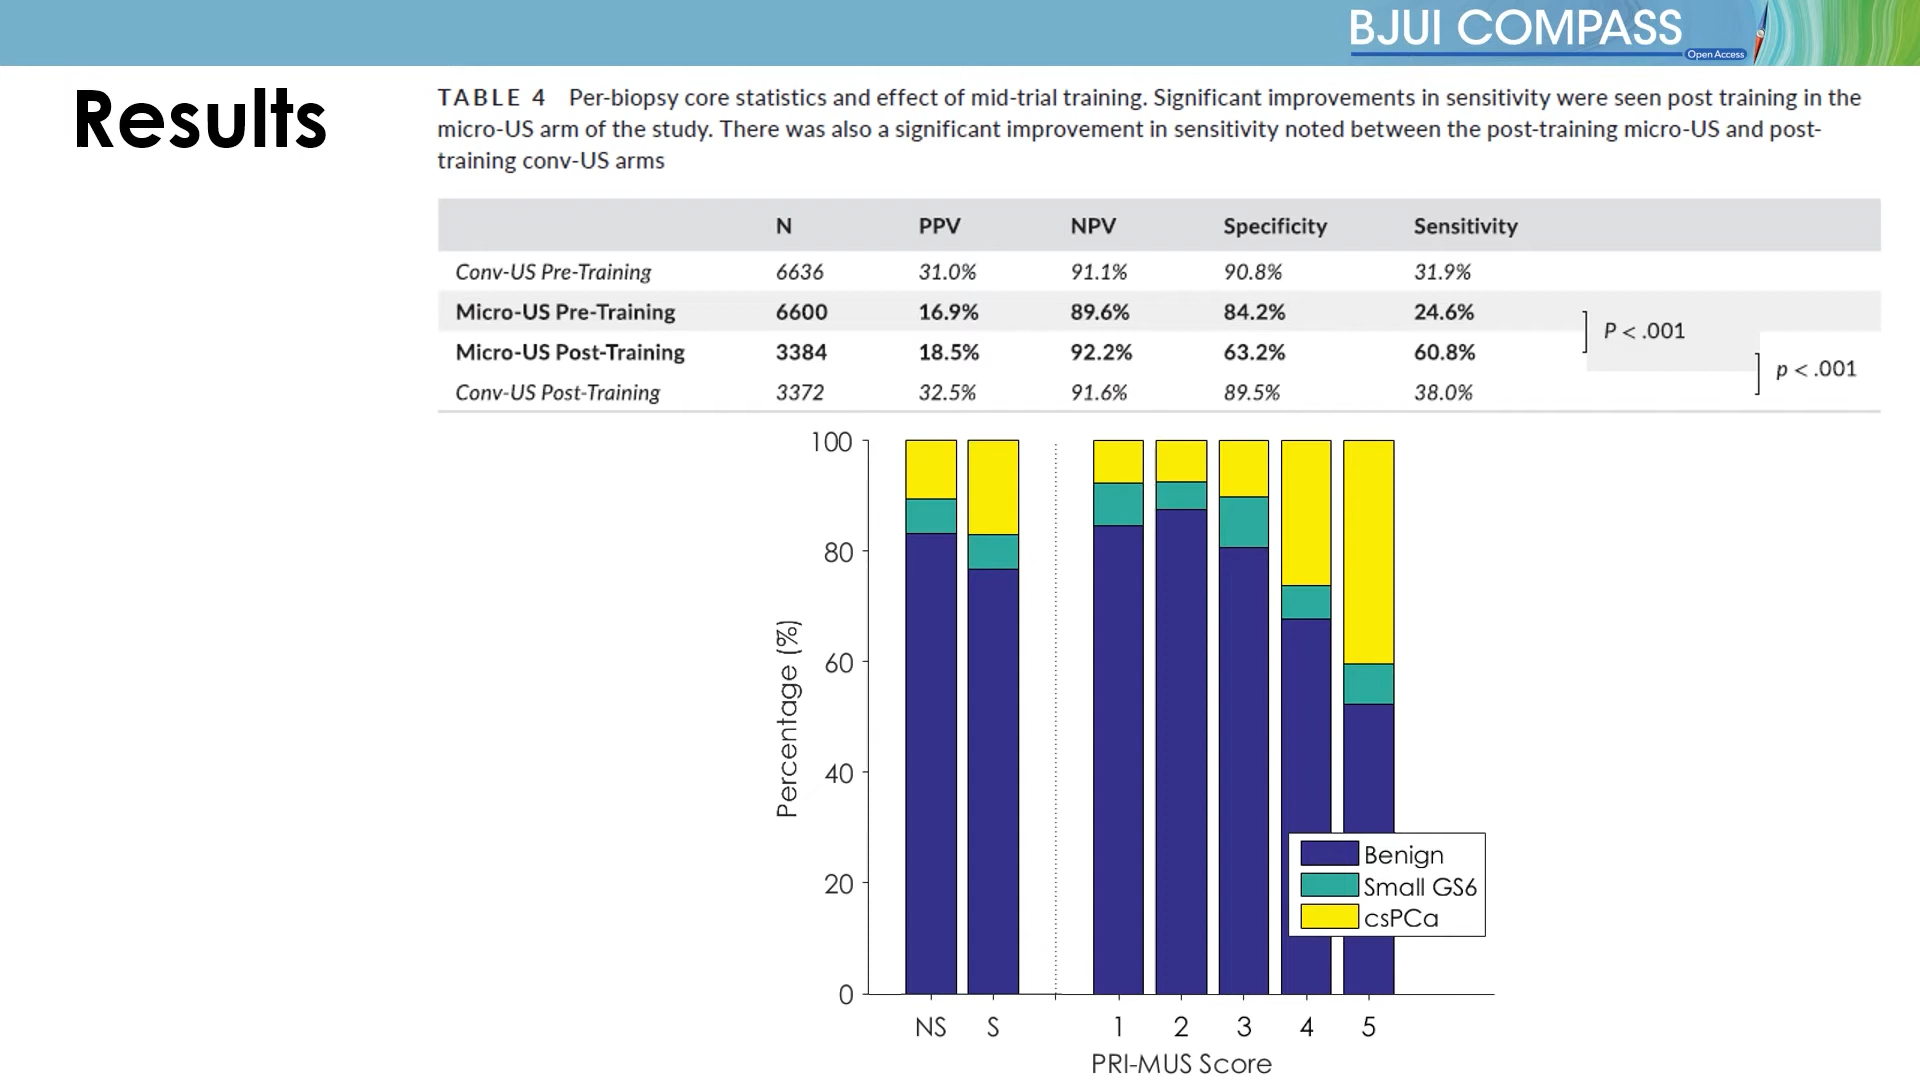 BJUI COMPASS
Open Access
Results
TABLE 4 Per-biopsy core statistics and effect of mid-trial training. Significant improvements in sensitivity were seen post training in the
micro-US arm of the study. There was also a significant improvement in sensitivity noted between the post-training micro-US and post-
training conv-US arms
N PPV NPV Specificity Sensitivity
Conv-US Pre-Training 6636 31.0% 91.1% 90.8% 31.9%
Micro-US Pre-Training 6600 16.9% 89.6% 84.2% 24.6%
P < .001
Micro-US Post-Training 3384 18.5% 92.2% 63.2% 60.8%
p < .001
Conv-US Post-Training 3372 32.5% 91.6% 89.5% 38.0%
100
80
60
40
20
0
Percentage (%)
Benign
Small GS6
csPCa
NS S 1 2 3 4 5
PRI-MUS Score